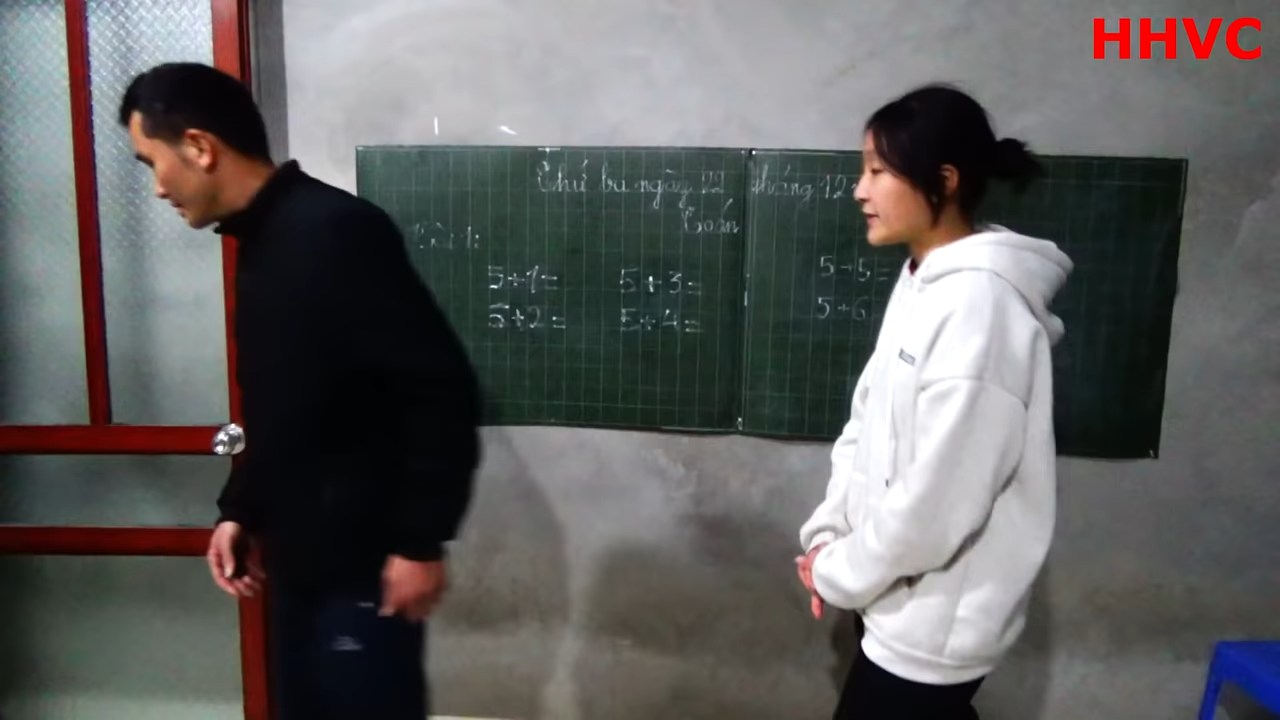 HHVC
Thứ ba ngày 22 tháng 12
Toán
Bài 1:
5+1= 5+3= 5+5=
5+2= 5+4= 5+6